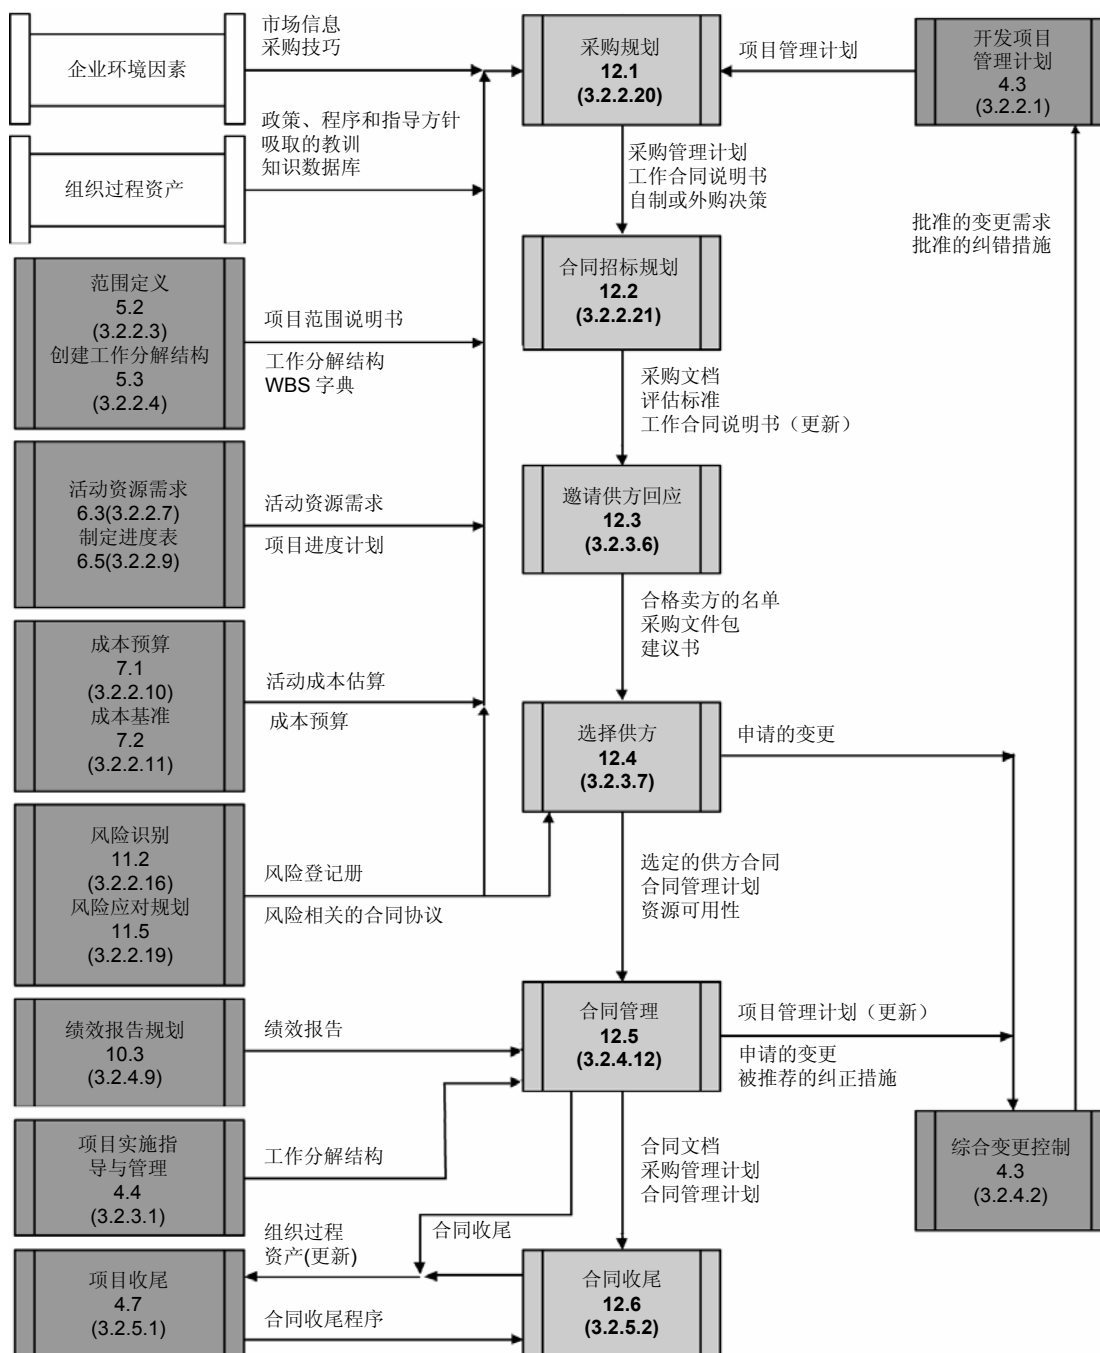 市场信息
采购技巧
企业环境因素
政策、程序和指导方针
吸取的教训
知识数据库
组织过程资产
范围定义
5.2
(3.2.2.3)
创建工作分解结构
5.3
(3.2.2.4)
项目范围说明书
工作分解结构
WBS 字典
活动资源需求
6.3(3.2.2.7)
制定进度表
6.5(3.2.2.9)
活动资源需求
项目进度计划
成本预算
7.1
(3.2.2.10)
成本基准
7.2
(3.2.2.11)
活动成本估算
成本预算
风险识别
11.2
(3.2.2.16)
风险应对规划
11.5
(3.2.2.19)
风险登记册
风险相关的合同协议
绩效报告规划
10.3
(3.2.4.9)
绩效报告
项目实施指
导与管理
4.4
(3.2.3.1)
工作分解结构
组织过程
资产(更新)
合同收尾
项目收尾
4.7
(3.2.5.1)
合同收尾程序
采购规划
12.1
(3.2.2.20)
项目管理计划
采购管理计划
工作合同说明书
自制或外购决策
合同招标规划
12.2
(3.2.2.21)
采购文档
评估标准
工作合同说明书（更新）
邀请供方回应
12.3
(3.2.3.6)
合格卖方的名单
采购文件包
建议书
选择供方
12.4
(3.2.3.7)
申请的变更
选定的供方合同
合同管理计划
资源可用性
合同管理
12.5
(3.2.4.12)
项目管理计划（更新）
申请的变更
被推荐的纠正措施
合同文档
采购管理计划
合同管理计划
合同收尾
12.6
(3.2.5.2)
开发项目
管理计划
4.3
(3.2.2.1)
批准的变更需求
批准的纠错措施
综合变更控制
4.3
(3.2.4.2)